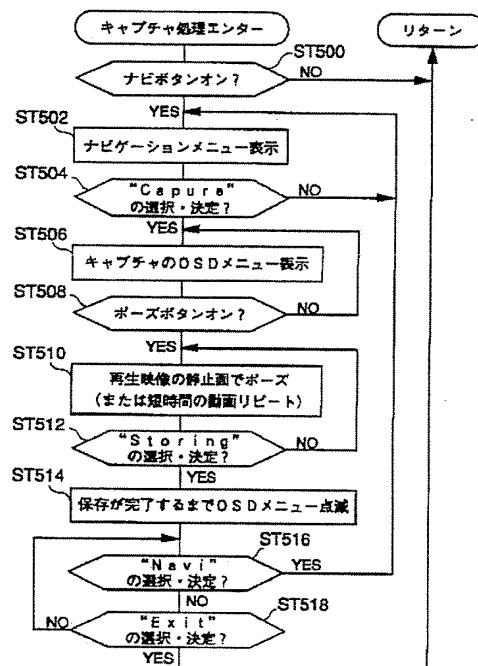 キャプチャ処理エンター
リターン
ST500
ナビボタンオン?
NO
YES
ST502
ナビゲーションメニュー表示
ST504
“Capura”
の選択・決定?
NO
YES
ST506
キャプチャのOSDメニュー表示
ST508
ポーズボタンオン?
NO
YES
ST510
再生映像の静止画でポーズ
(または短時間の動画リピート)
ST512
“Storing”
の選択・決定?
NO
YES
ST514
保存が完了するまでOSDメニュー点滅
ST516
“Navi”
の選択・決定?
YES
NO
ST518
“Exit”
の選択・決定?
NO
YES